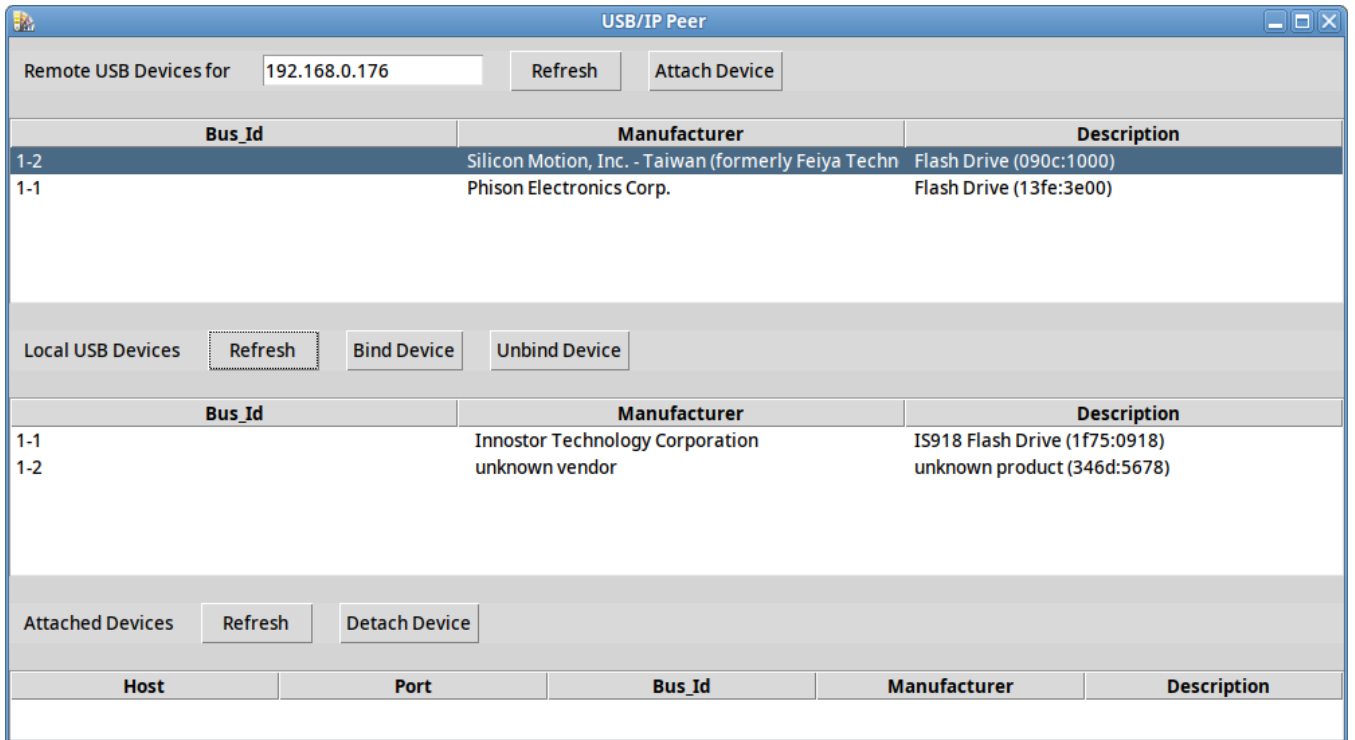 USB/IP Peer
Remote USB Devices for 192.168.0.176 Refresh Attach Device
Bus_Id Manufacturer Description
1-2 Silicon Motion, Inc. - Taiwan (formerly Feiya Techn Flash Drive (090c:1000)
1-1 Phison Electronics Corp. Flash Drive (13fe:3e00)
Local USB Devices Refresh Bind Device Unbind Device
Bus_Id Manufacturer Description
1-1 Innostor Technology Corporation IS918 Flash Drive (1f75:0918)
1-2 unknown vendor unknown product (346d:5678)
Attached Devices Refresh Detach Device
Host Port Bus_Id Manufacturer Description